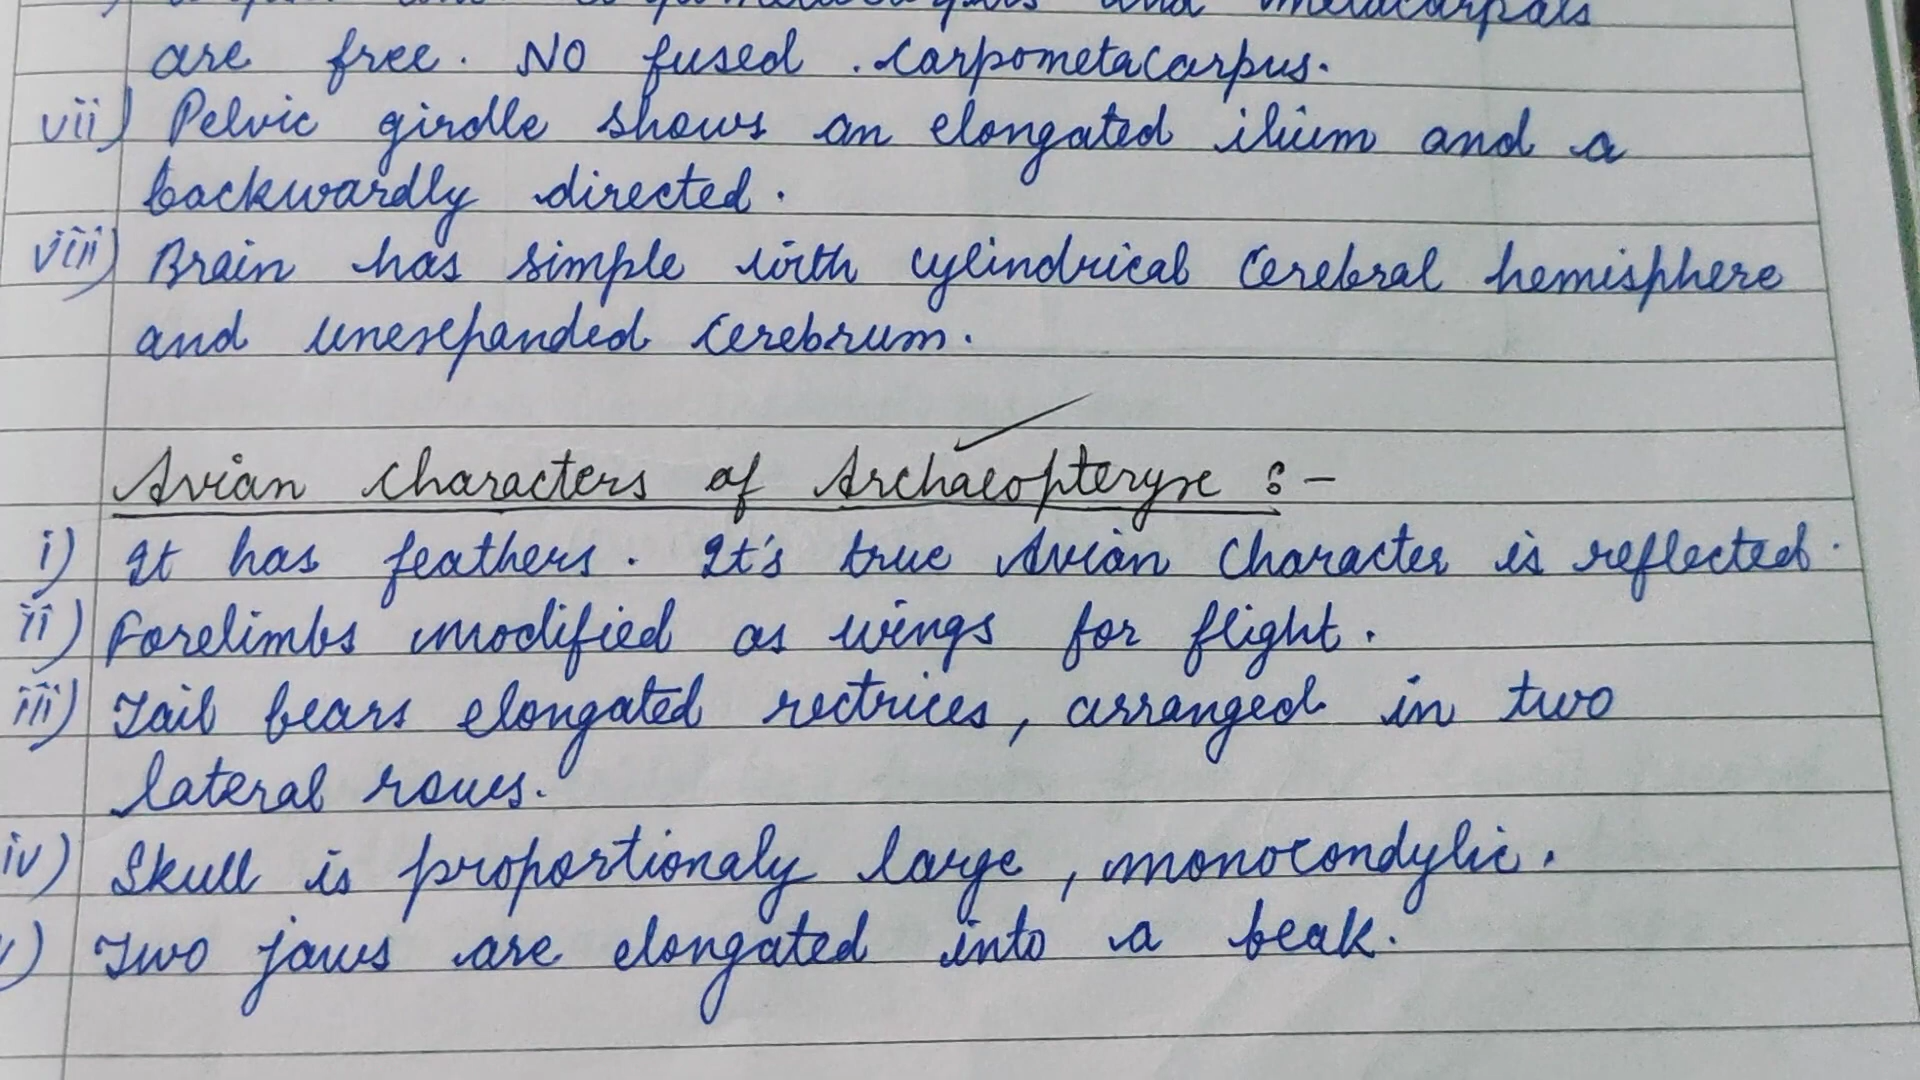 and metacarpals
are free. NO fused . carpometacarpus.
vii) Pelvic girdle shows an elongated ilium and a
backwardly directed.
viii) Brain has simple with cylindrical cerebral hemisphere
and unexpanded cerebrum.
Avian characters of Archaeopteryx :-
i) It has feathers. It's true Avian Character is reflected.
ii) Forelimbs modified as wings for flight.
iii) Tail bears elongated rectrices, arranged in two
lateral rows.
iv) Skull is proportionaly large, monocondylic.
v) Two jaws are elongated into a beak.